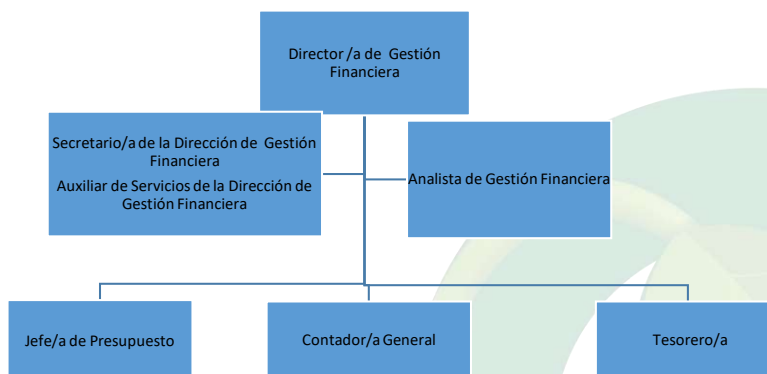 Director /a de Gestión
Financiera
Secretario/a de la Dirección de Gestión
Financiera
Auxiliar de Servicios de la Dirección de
Gestión Financiera
Analista de Gestión Financiera
Jefe/a de Presupuesto
Contador/a General
Tesorero/a